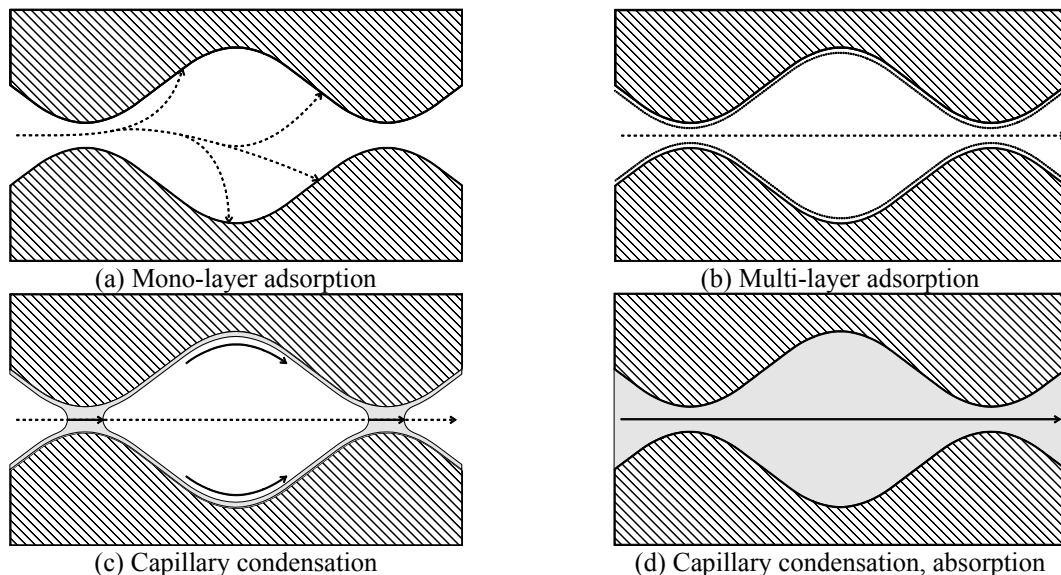 (a) Mono-layer adsorption
(b) Multi-layer adsorption
(c) Capillary condensation
(d) Capillary condensation, absorption